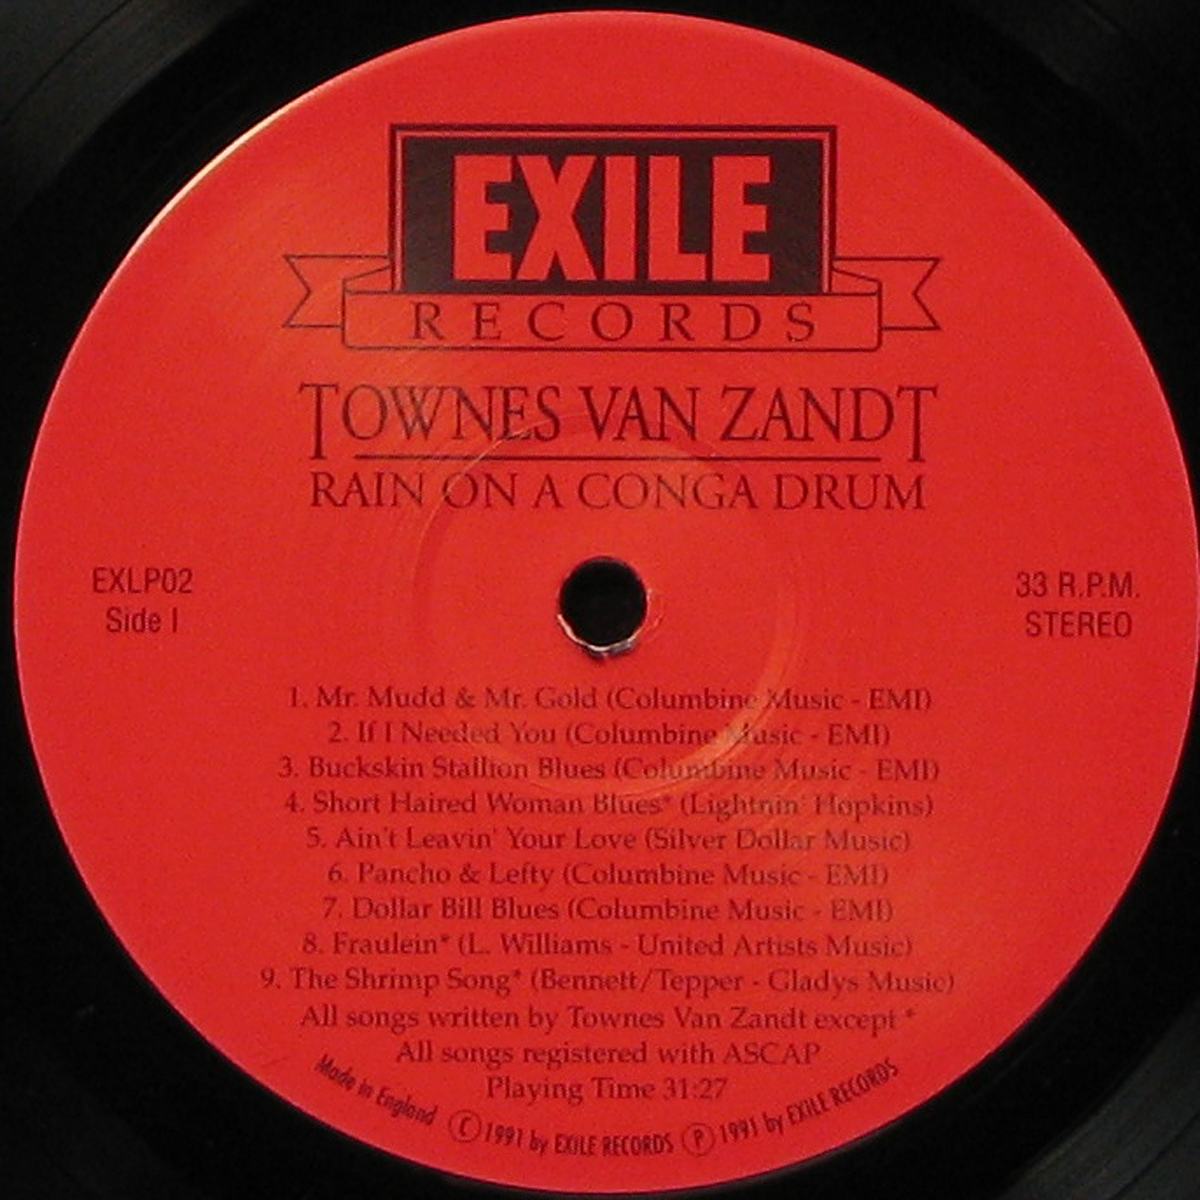 EXILE
RECORDS
TOWNES VAN ZANDT
RAIN ON A CONGA DRUM
EXLP02
Side I
33 R.P.M.
STEREO
1. Mr. Mudd & Mr. Gold (Columbine Music - EMI)
2. If I Needed You (Columbine Music - EMI)
3. Buckskin Stallion Blues (Columbine Music - EMI)
4. Short Haired Woman Blues* (Lightnin' Hopkins)
5. Ain't Leavin' Your Love (Silver Dollar Music)
6. Pancho & Lefty (Columbine Music - EMI)
7. Dollar Bill Blues (Columbine Music - EMI)
8. Fraulein* (L. Williams - United Artists Music)
9. The Shrimp Song* (Bennett/Tepper - Gladys Music)
All songs written by Townes Van Zandt except *
All songs registered with ASCAP
Playing Time 31:27
Made in England Ⓒ 1991 by EXILE RECORDS Ⓟ 1991 by EXILE RECORDS